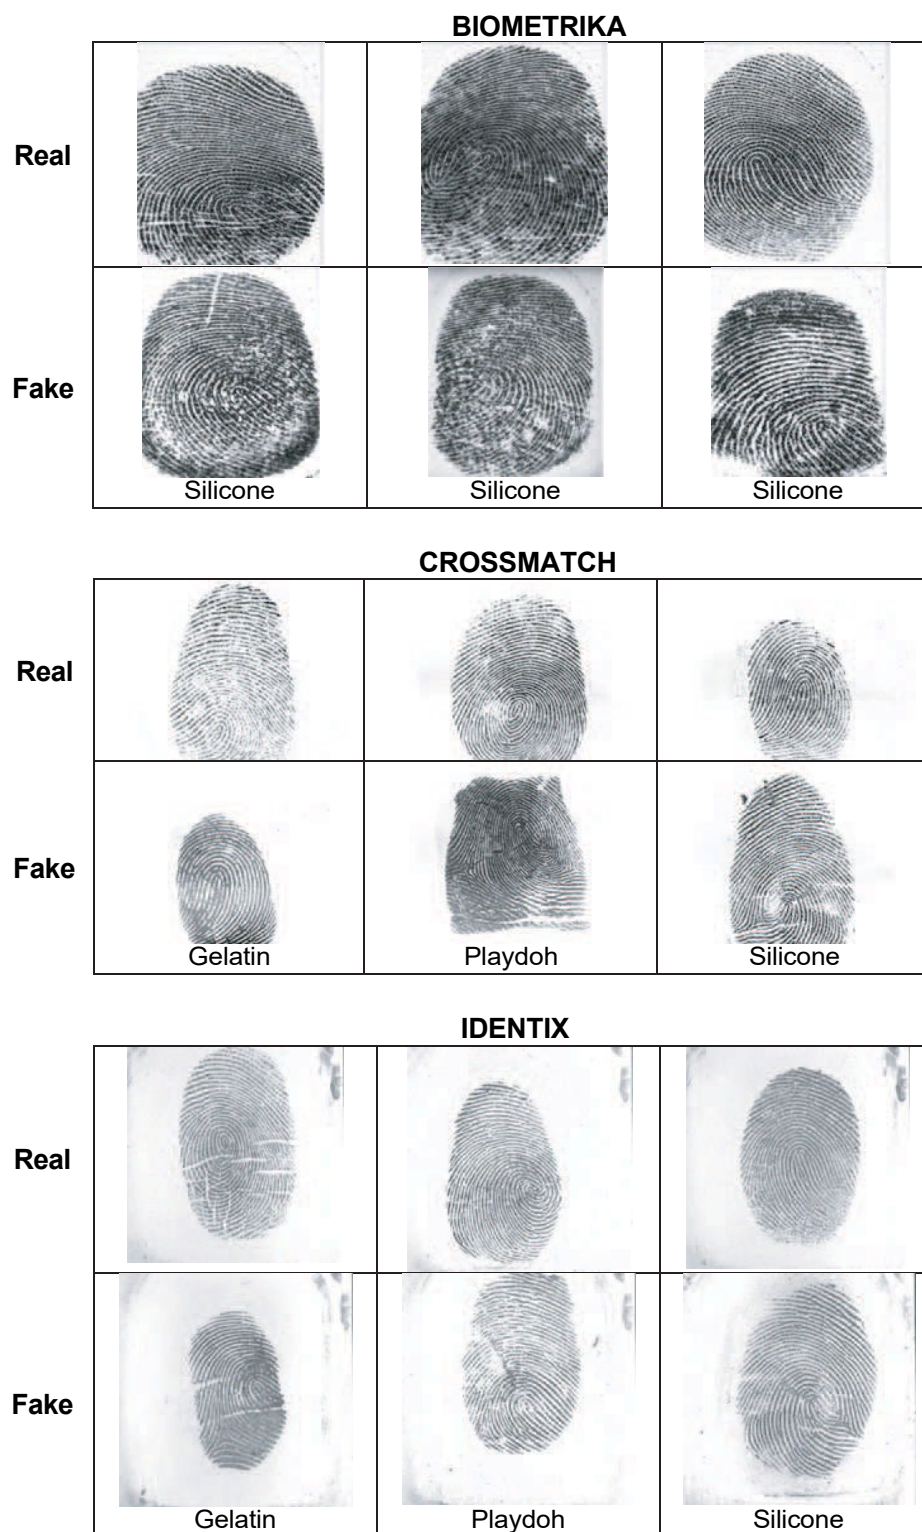 BIOMETRIKA
Real
Fake
Silicone Silicone Silicone
CROSSMATCH
Real
Fake
Gelatin Playdoh Silicone
IDENTIX
Real
Fake
Gelatin Playdoh Silicone